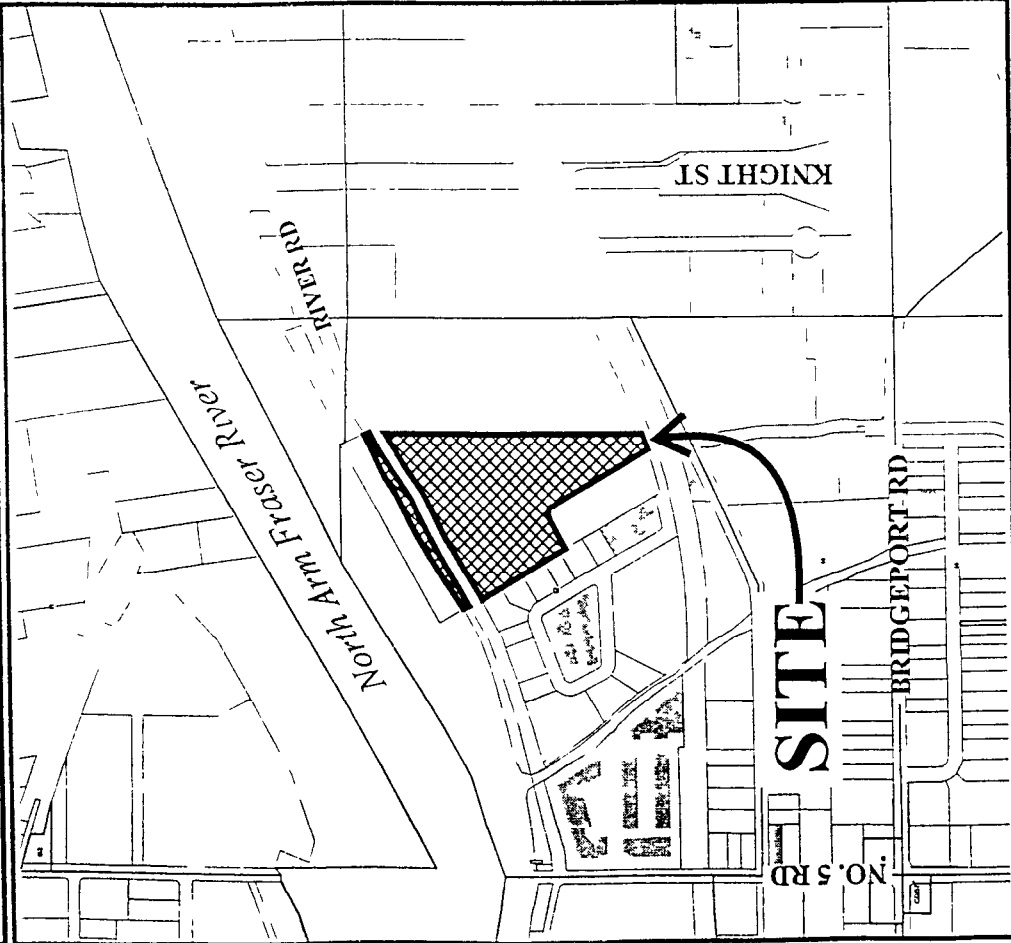 North Arm Fraser River
RIVER RD
KNIGHT ST
SITE
BRIDGEPORT RD
NO. 5 RD